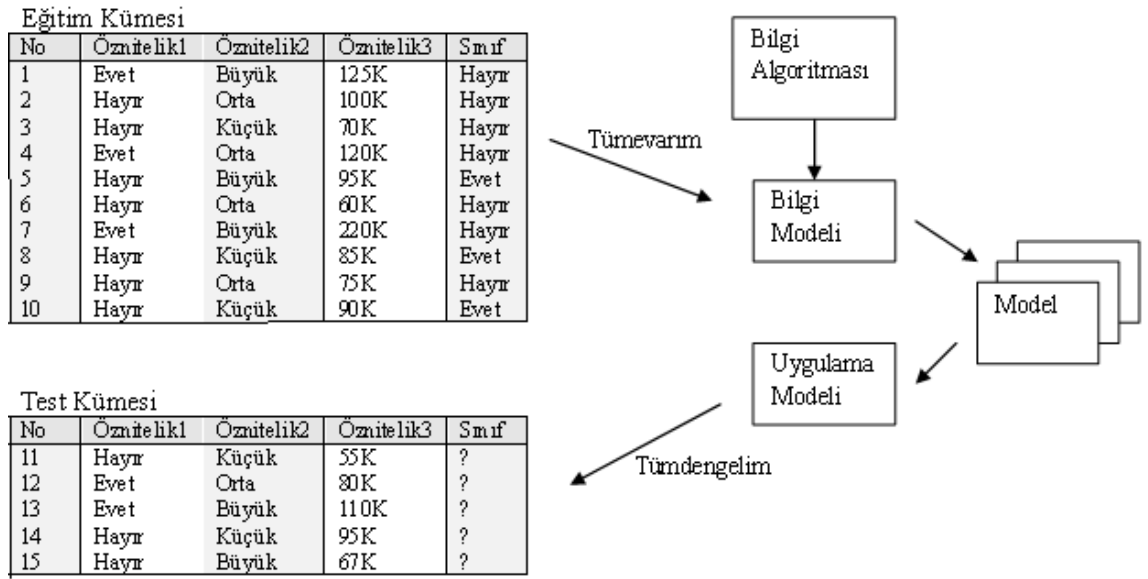 Eğitim Kümesi
No Öznitelik1 Öznitelik2 Öznitelik3 Sınıf
1 Evet Büyük 125K Hayır
2 Hayır Orta 100K Hayır
3 Hayır Küçük 70K Hayır
4 Evet Orta 120K Hayır
5 Hayır Büyük 95K Evet
6 Hayır Orta 60K Hayır
7 Evet Büyük 220K Hayır
8 Hayır Küçük 85K Evet
9 Hayır Orta 75K Hayır
10 Hayır Küçük 90K Evet
Bilgi
Algoritması
Tümevarım
Bilgi
Modeli
Model
Uygulama
Modeli
Tümdengelim
Test Kümesi
No Öznitelik1 Öznitelik2 Öznitelik3 Sınıf
11 Hayır Küçük 55K ?
12 Evet Orta 80K ?
13 Evet Büyük 110K ?
14 Hayır Küçük 95K ?
15 Hayır Büyük 67K ?